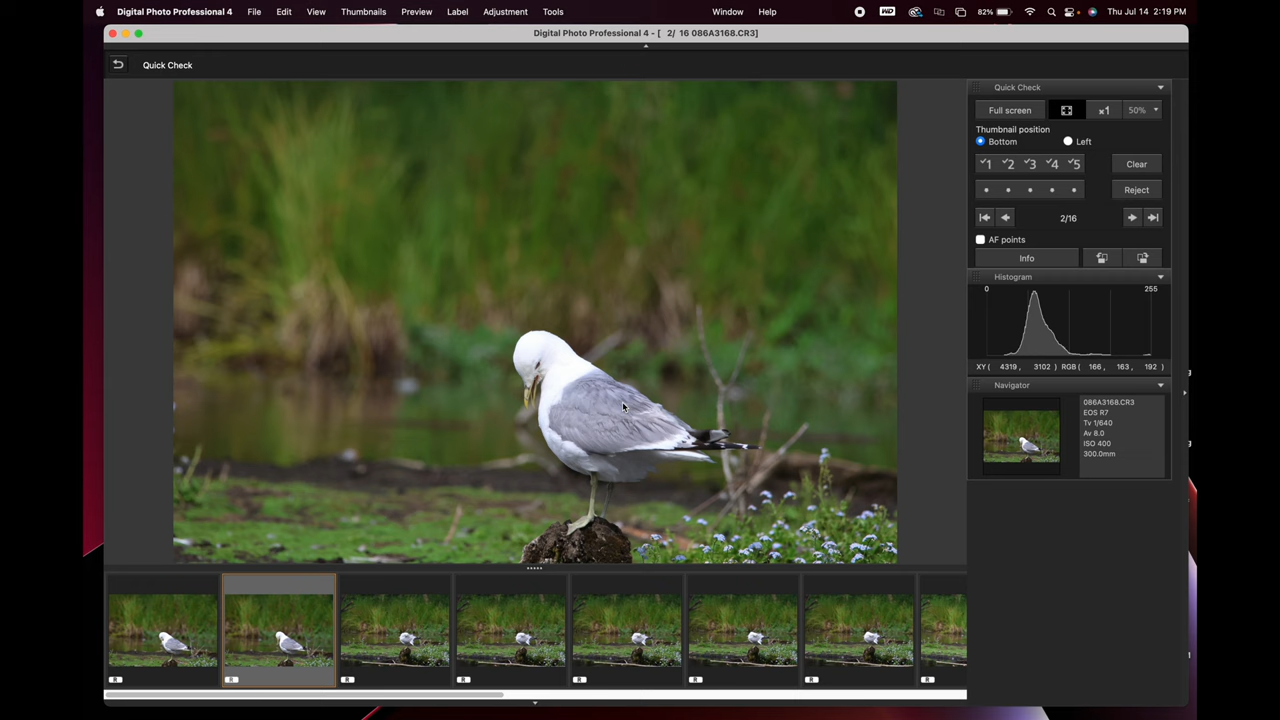 Digital Photo Professional 4 File Edit View Thumbnails Preview Label Adjustment Tools Window Help WD 82% Thu Jul 14 2:19 PM
Digital Photo Professional 4 - [ 2/ 16 086A3168.CR3]
Quick Check
Quick Check
Full screen ×1 50%
Thumbnail position
Bottom Left
1 2 3 4 5 Clear
Reject
2/16
AF points
Info
Histogram
0 255
XY( 4319, 3102 ) RGB( 166, 163, 192 )
Navigator
086A3168.CR3
EOS R7
Tv 1/640
Av 8.0
ISO 400
300.0mm
R R R R R R R R